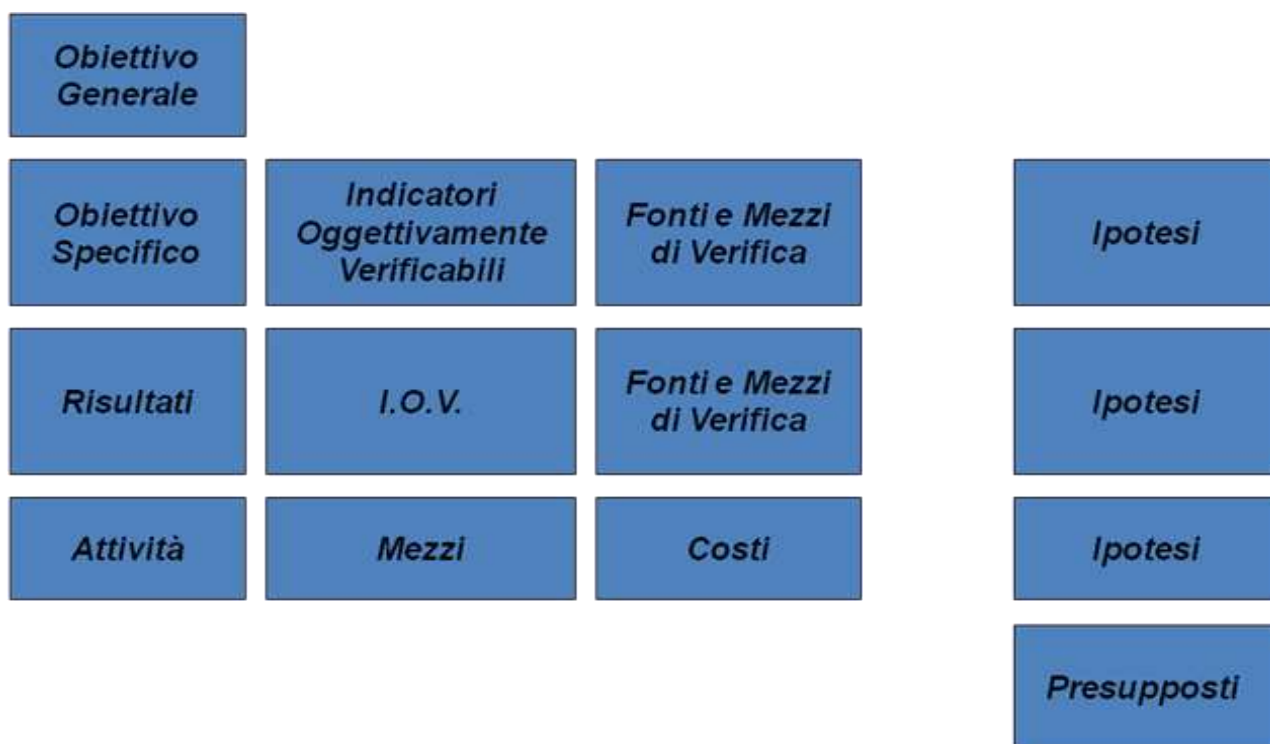 Obiettivo
Generale
Obiettivo
Specifico
Indicatori
Oggettivamente
Verificabili
Fonti e Mezzi
di Verifica
Ipotesi
Risultati
I.O.V.
Fonti e Mezzi
di Verifica
Ipotesi
Attività
Mezzi
Costi
Ipotesi
Presupposti